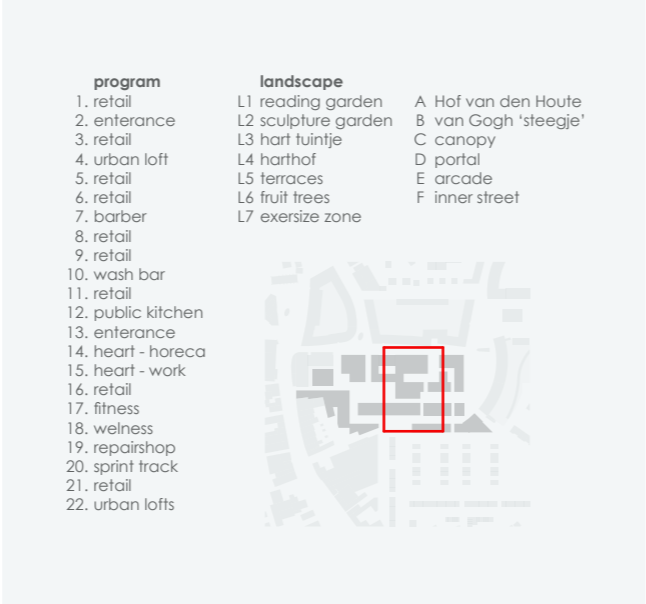 program
1. retail
2. enterance
3. retail
4. urban loft
5. retail
6. retail
7. barber
8. retail
9. retail
10. wash bar
11. retail
12. public kitchen
13. enterance
14. heart - horeca
15. heart - work
16. retail
17. fitness
18. welness
19. repairshop
20. sprint track
21. retail
22. urban lofts
landscape
L1 reading garden
L2 sculpture garden
L3 hart tuintje
L4 harthof
L5 terraces
L6 fruit trees
L7 exersize zone
A Hof van den Houte
B van Gogh ‘steegje’
C canopy
D portal
E arcade
F inner street